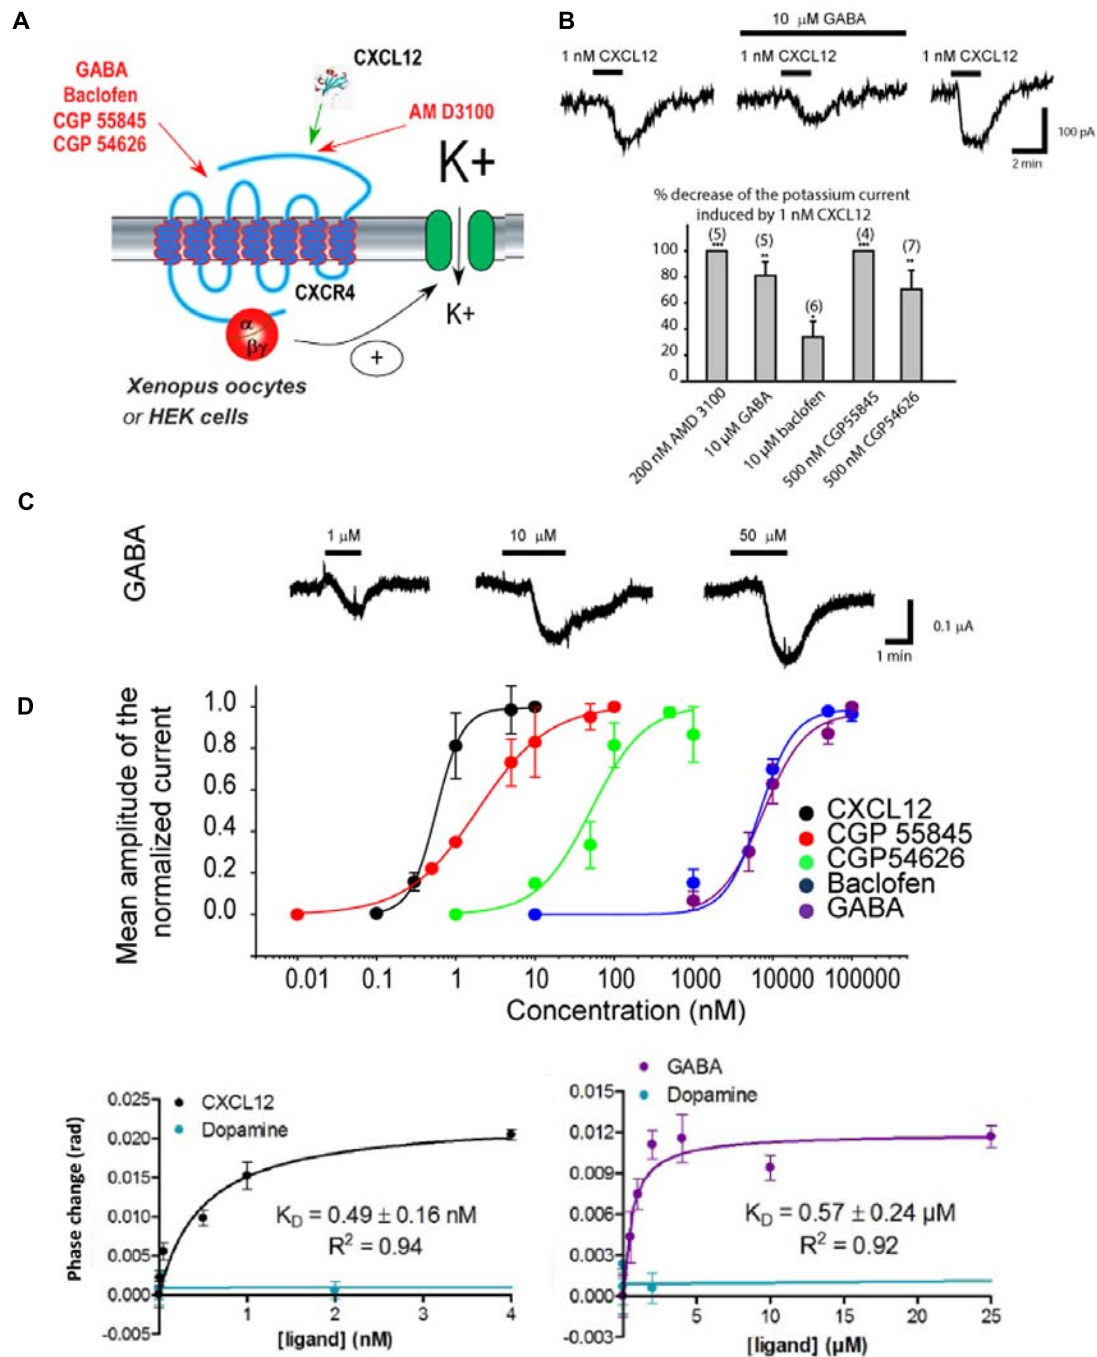 A
GABA
Baclofen
CGP 55845
CGP 54626
CXCL12
AM D3100
K+
CXCR4
K+
α
βγ
+
Xenopus oocytes
or HEK cells
B
10 μM GABA
1 nM CXCL12
1 nM CXCL12
1 nM CXCL12
100 pA
2 min
% decrease of the potassium current
induced by 1 nM CXCL12
(5)
(5)
(6)
(4)
(7)
***
**
*
***
**
100
80
60
40
20
0
200 nM AMD 3100
10 μM GABA
10 μM baclofen
500 nM CGP55845
500 nM CGP54626
C
GABA
1 μM
10 μM
50 μM
0.1 μA
1 min
D
Mean amplitude of the
normalized current
1.0
0.8
0.6
0.4
0.2
0.0
CXCL12
CGP 55845
CGP54626
Baclofen
GABA
0.01 0.1 1 10 100 1000 10000 100000
Concentration (nM)
Phase change (rad)
0.025
0.020
0.015
0.010
0.005
0.000
-0.005
CXCL12
Dopamine
KD = 0.49 ± 0.16 nM
R2 = 0.94
1 2 3 4
[ligand] (nM)
GABA
Dopamine
0.015
0.012
0.009
0.006
0.003
0.000
-0.003
KD = 0.57 ± 0.24 μM
R2 = 0.92
5 10 15 20 25
[ligand] (μM)